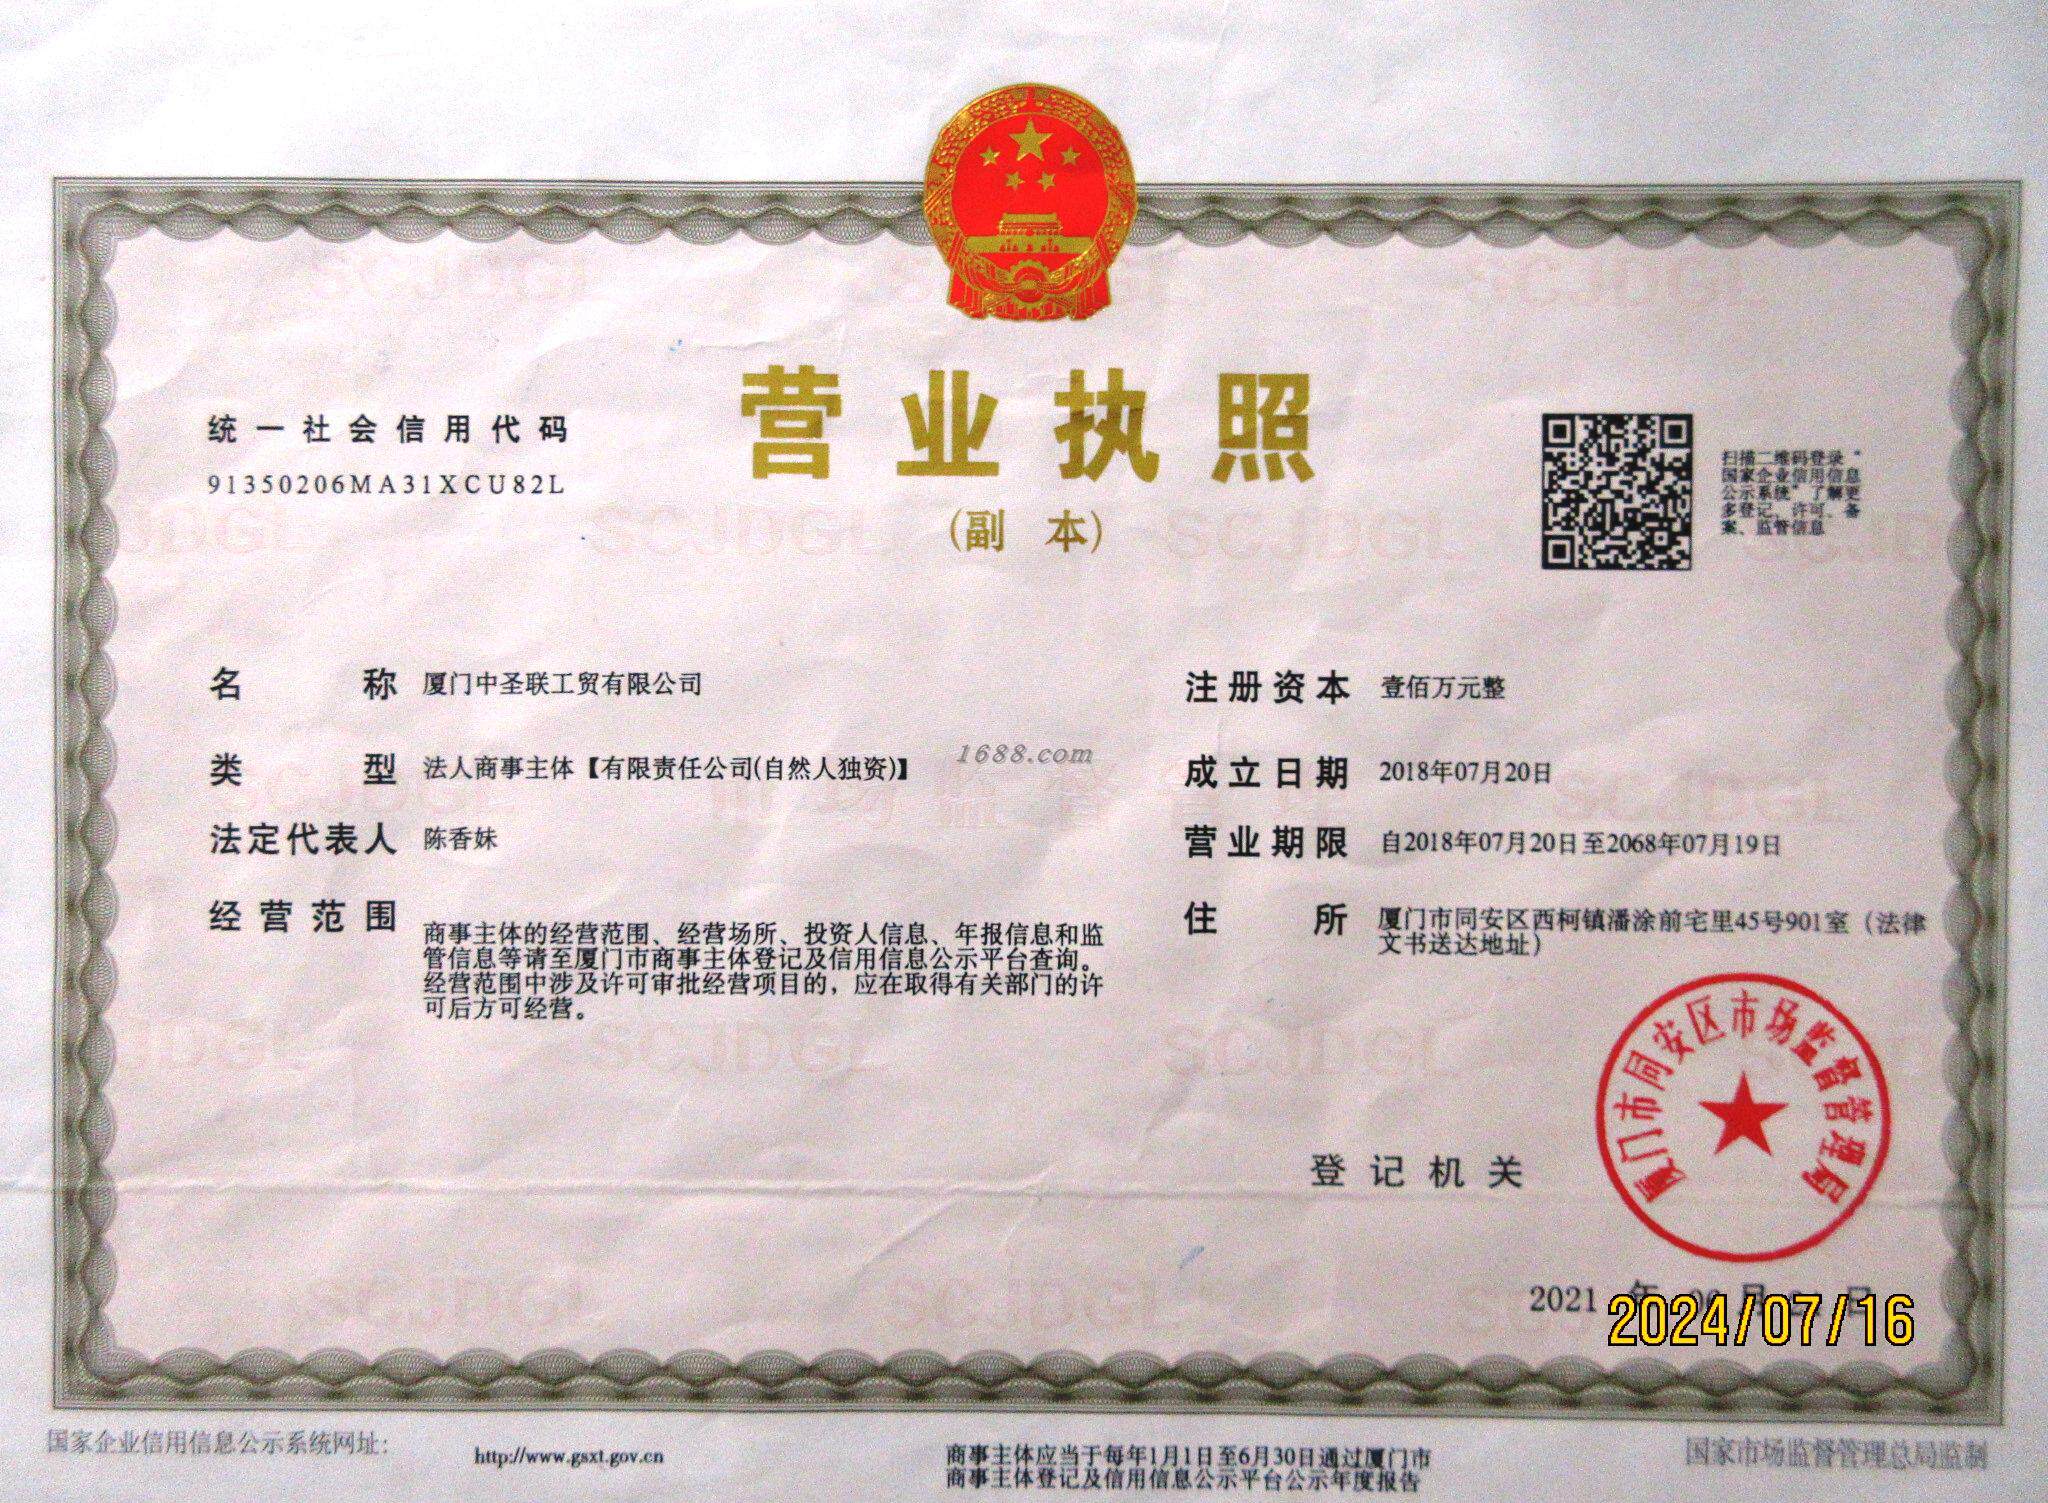 营业执照
(副 本)
统一社会信用代码
91350206MA31XCU82L
扫描二维码登录“
国家企业信用信息
公示系统”了解更
多登记、许可、备
案、监管信息
名 称 厦门中圣联工贸有限公司
类 型 法人商事主体【有限责任公司(自然人独资)】
法定代表人 陈香妹
经营范围 商事主体的经营范围、经营场所、投资人信息、年报信息和监
管信息等请至厦门市商事主体登记及信用信息公示平台查询。
经营范围中涉及许可审批经营项目的，应在取得有关部门的许
可后方可经营。
1688.com
注册资本 壹佰万元整
成立日期 2018年07月20日
营业期限 自2018年07月20日至2068年07月19日
住 所 厦门市同安区西柯镇潘涂前宅里45号901室（法律
文书送达地址）
登记机关
厦门市同安区市场监督管理局
2021 年 月 日
2024/07/16
国家企业信用信息公示系统网址：
http://www.gsxt.gov.cn
商事主体应当于每年1月1日至6月30日通过厦门市
商事主体登记及信用信息公示平台公示年度报告
国家市场监督管理总局监制
SCJDGL